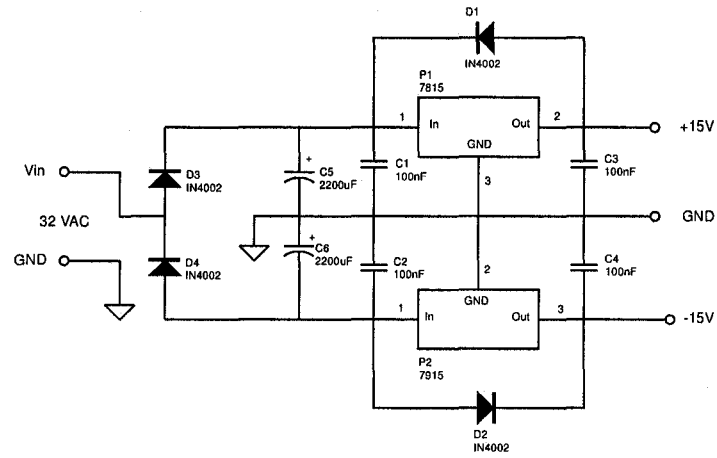 D1
IN4002
P1
7815
1
In
Out
2
+15V
GND
Vin
D3
IN4002
+
C5
2200uF
C1
100nF
3
C3
100nF
32 VAC
GND
+
C6
2200uF
GND
D4
IN4002
C2
100nF
2
C4
100nF
1
In
GND
Out
3
-15V
P2
7915
D2
IN4002